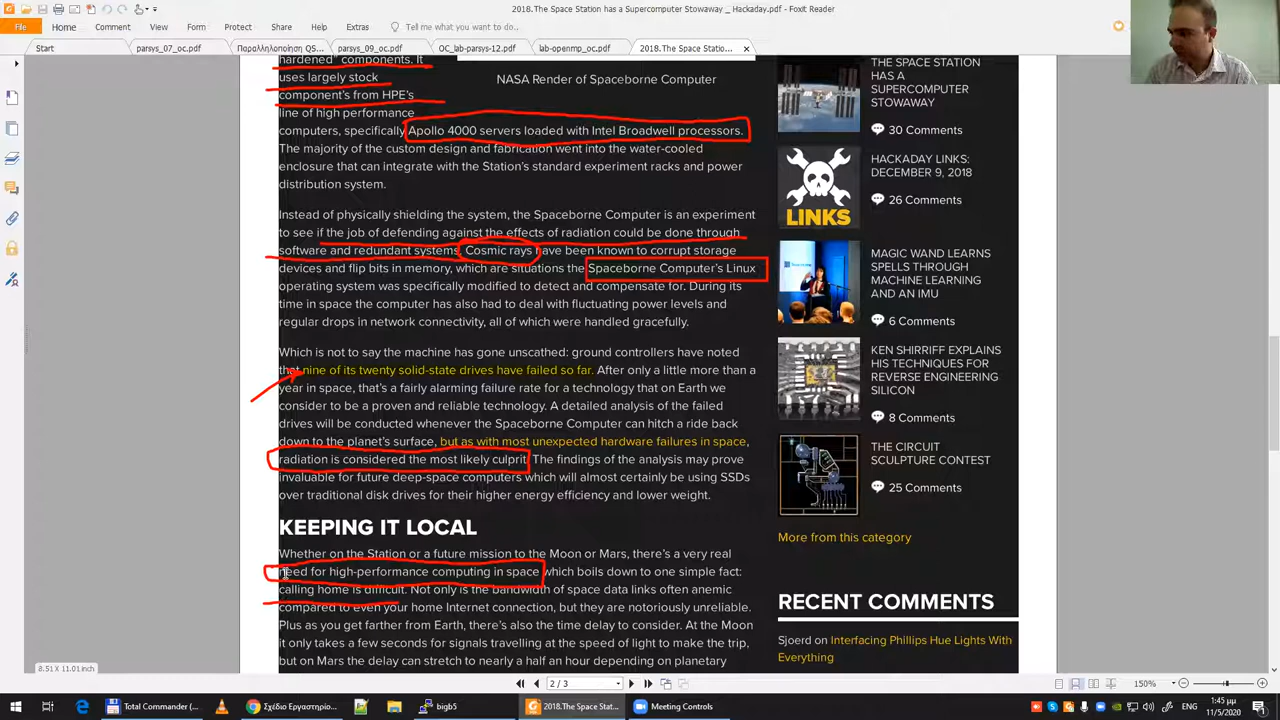 2018.The Space Station has a Supercomputer Stowaway _ Hackaday.pdf - Foxit Reader
File
Home
Comment
View
Form
Protect
Share
Help
Extras
Tell me what you want to do...
Start
parsys_07_oc.pdf
Παραλληλοποίηση QS...
parsys_09_oc.pdf
OC_lab-parsys-12.pdf
lab-openmp_oc.pdf
2018.The Space Statio...
hardened” components. It
uses largely stock
component’s from HPE’s
line of high performance
NASA Render of Spaceborne Computer
computers, specifically Apollo 4000 servers loaded with Intel Broadwell processors.
The majority of the custom design and fabrication went into the water-cooled
enclosure that can integrate with the Station’s standard experiment racks and power
distribution system.
Instead of physically shielding the system, the Spaceborne Computer is an experiment
to see if the job of defending against the effects of radiation could be done through
software and redundant systems. Cosmic rays have been known to corrupt storage
devices and flip bits in memory, which are situations the Spaceborne Computer’s Linux
operating system was specifically modified to detect and compensate for. During its
time in space the computer has also had to deal with fluctuating power levels and
regular drops in network connectivity, all of which were handled gracefully.
Which is not to say the machine has gone unscathed: ground controllers have noted
that nine of its twenty solid-state drives have failed so far. After only a little more than a
year in space, that’s a fairly alarming failure rate for a technology that on Earth we
consider to be a proven and reliable technology. A detailed analysis of the failed
drives will be conducted whenever the Spaceborne Computer can hitch a ride back
down to the planet’s surface, but as with most unexpected hardware failures in space,
radiation is considered the most likely culprit. The findings of the analysis may prove
invaluable for future deep-space computers which will almost certainly be using SSDs
over traditional disk drives for their higher energy efficiency and lower weight.
KEEPING IT LOCAL
Whether on the Station or a future mission to the Moon or Mars, there’s a very real
need for high-performance computing in space which boils down to one simple fact:
calling home is difficult. Not only is the bandwidth of space data links often anemic
compared to even your home Internet connection, but they are notoriously unreliable.
Plus as you get farther from Earth, there’s also the time delay to consider. At the Moon
it only takes a few seconds for signals travelling at the speed of light to make the trip,
but on Mars the delay can stretch to nearly a half an hour depending on planetary
THE SPACE STATION
HAS A
SUPERCOMPUTER
STOWAWAY
30 Comments
LINKS
HACKADAY LINKS:
DECEMBER 9, 2018
26 Comments
MAGIC WAND LEARNS
SPELLS THROUGH
MACHINE LEARNING
AND AN IMU
6 Comments
KEN SHIRRIFF EXPLAINS
HIS TECHNIQUES FOR
REVERSE ENGINEERING
SILICON
8 Comments
THE CIRCUIT
SCULPTURE CONTEST
25 Comments
More from this category
RECENT COMMENTS
Sjoerd on Interfacing Phillips Hue Lights With
Everything
8.51 X 11.01 inch
2 / 3
150%
Total Commander (...
Σχέδιο Εργαστηρίο...
bigb5
2018.The Space Stat...
Meeting Controls
1:45 μμ
11/5/2020